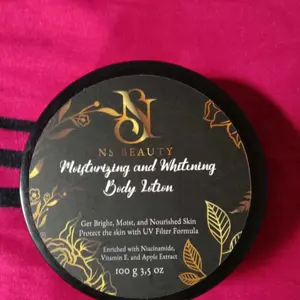 NS
NS BEAUTY
Moisturizing and Whitening
Body Lotion
Get Bright, Moist, and Nourished Skin
Protect the skin with UV Filter Formula
Enriched with Niacinamide,
Vitamin E, and Apple Extract
100 g 3,5 oz